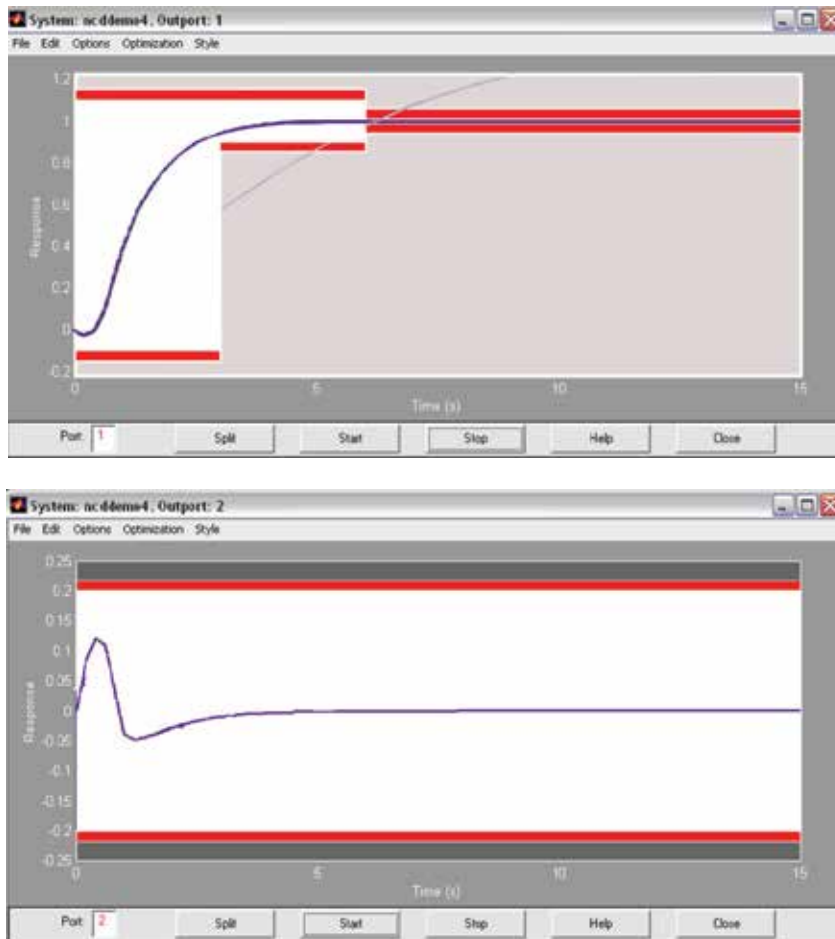 System: ncddemo4, Outport: 1
File Edit Options Optimization Style
1.2
1
0.8
0.6
0.4
0.2
0
-0.2
Response
0 5 10 15
Time (s)
Port 1 Split Start Stop Help Close
System: ncddemo4, Outport: 2
File Edit Options Optimization Style
0.25
0.2
0.15
0.1
0.05
0
-0.05
-0.1
-0.15
-0.2
-0.25
Response
0 5 10 15
Time (s)
Port 2 Split Start Stop Help Close